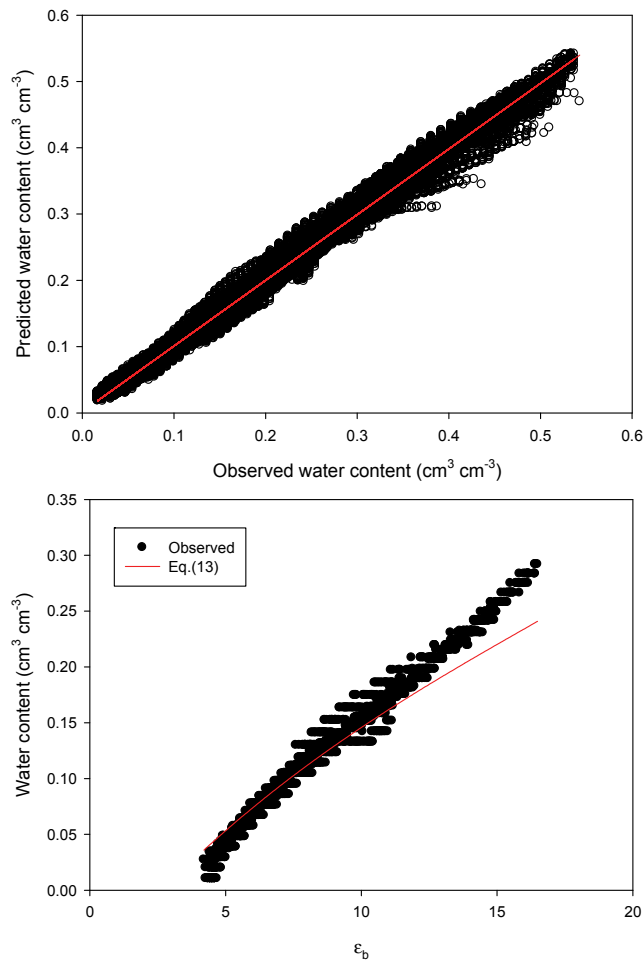 0.6
0.5
0.4
0.3
0.2
0.1
0.0
Predicted water content (cm³ cm⁻³)
0.0 0.1 0.2 0.3 0.4 0.5 0.6
Observed water content (cm³ cm⁻³)
0.35
0.30
0.25
0.20
0.15
0.10
0.05
0.00
Water content (cm³ cm⁻³)
Observed
Eq.(13)
0 5 10 15 20
ε_b